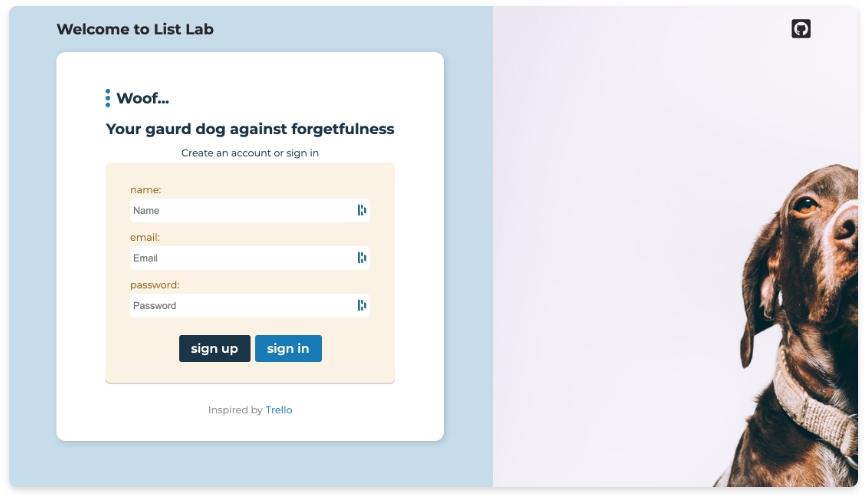 Welcome to List Lab
Woof...
Your gaurd dog against forgetfulness
Create an account or sign in
name:
Name
email:
Email
password:
Password
sign up sign in
Inspired by Trello